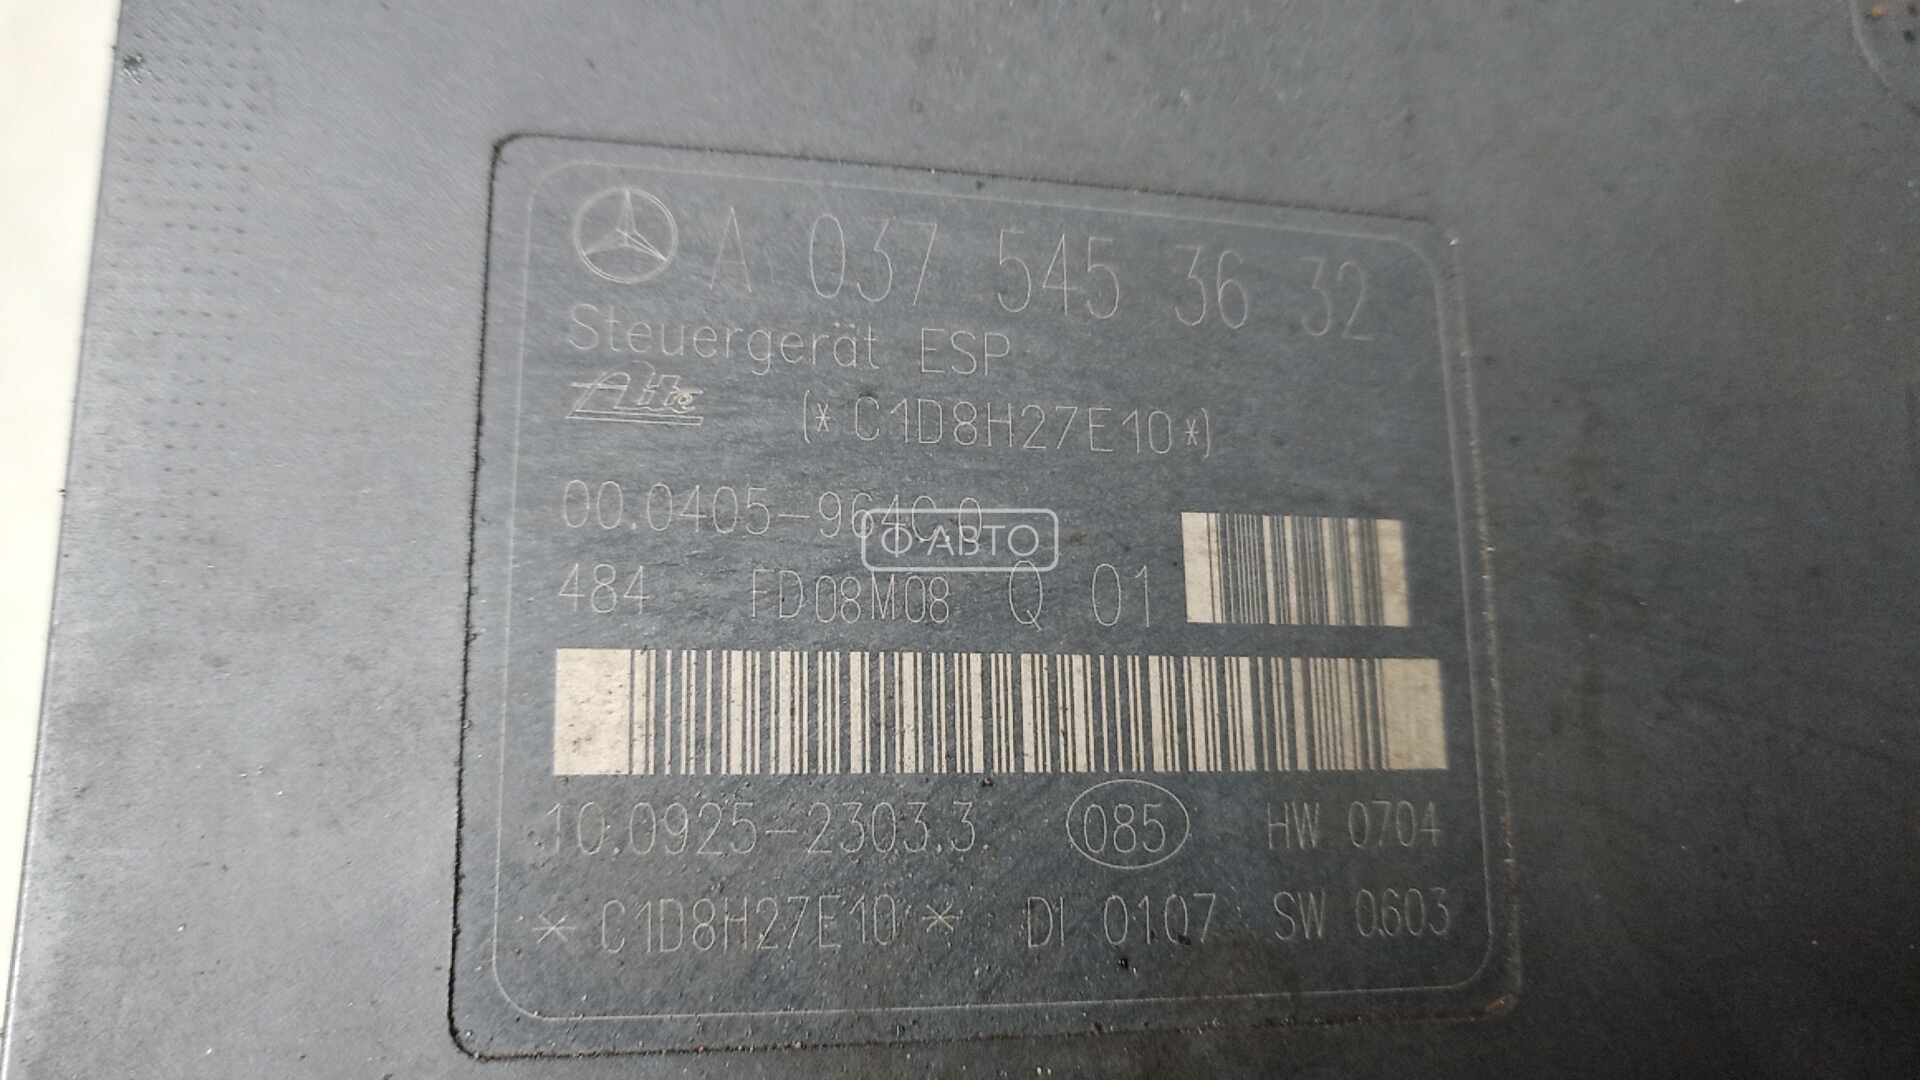 A 037 545 36 32
Steuergerät ESP
Ate (* C1D8H27E10 *)
00.0405-964C.0
Ф-АВТО
484 FD08M08 Q 01
10.0925-2303.3 085 HW 0704
* C1D8H27E10 * DI 0107 SW 0603